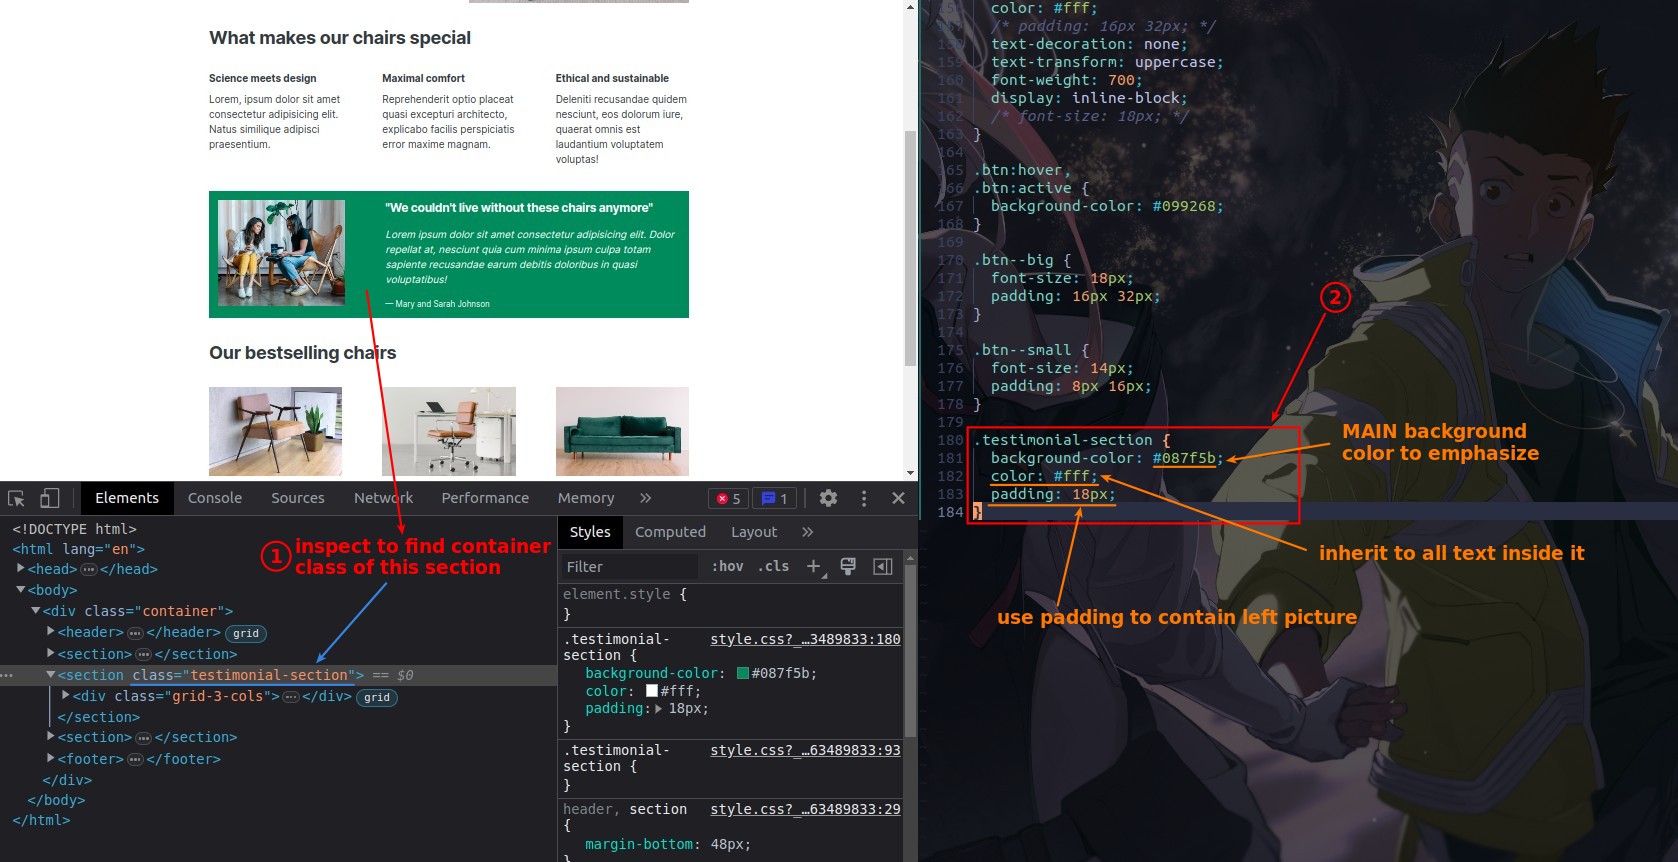 What makes our chairs special
Science meets design
Lorem, ipsum dolor sit amet
consectetur adipisicing elit.
Natus similique adipisci
praesentium.
Maximal comfort
Reprehenderit optio placeat
quasi excepturi architecto,
explicabo facilis perspiciatis
error maxime magnam.
Ethical and sustainable
Deleniti recusandae quidem
nesciunt, eos dolorum iure,
quaerat omnis est
laudantium voluptatem
voluptas!
"We couldn't live without these chairs anymore"
Lorem ipsum dolor sit amet consectetur adipisicing elit. Dolor
repellat at, nesciunt quia cum minima ipsum culpa totam
sapiente recusandae earum debitis doloribus in quasi
voluptatibus!
— Mary and Sarah Johnson
Our bestselling chairs
Elements Console Sources Network Performance Memory » 5 1
<!DOCTYPE html>
<html lang="en">
<head>…</head>
<body>
<div class="container">
<header>…</header> grid
<section>…</section>
… <section class="testimonial-section"> == $0
<div class="grid-3-cols">…</div> grid
</section>
<section>…</section>
<footer>…</footer>
</div>
</body>
</html>
1 inspect to find container
class of this section
Styles Computed Layout »
Filter :hov .cls +
element.style {
}
.testimonial- style.css?_…3489833:180
section {
background-color: #087f5b;
color: #fff;
padding: 18px;
}
.testimonial- style.css?_…63489833:93
section {
}
header, section style.css?_…63489833:29
{
margin-bottom: 48px;
}
color: #fff;
/* padding: 16px 32px; */
text-decoration: none;
159 text-transform: uppercase;
160 font-weight: 700;
161 display: inline-block;
162 /* font-size: 18px; */
163 }
164
165 .btn:hover,
166 .btn:active {
167 background-color: #099268;
168 }
169
170 .btn--big {
171 font-size: 18px;
172 padding: 16px 32px;
173 }
174
175 .btn--small {
176 font-size: 14px;
177 padding: 8px 16px;
178 }
179
180 .testimonial-section {
181 background-color: #087f5b;
182 color: #fff;
183 padding: 18px;
184 }
2
MAIN background
color to emphasize
inherit to all text inside it
use padding to contain left picture